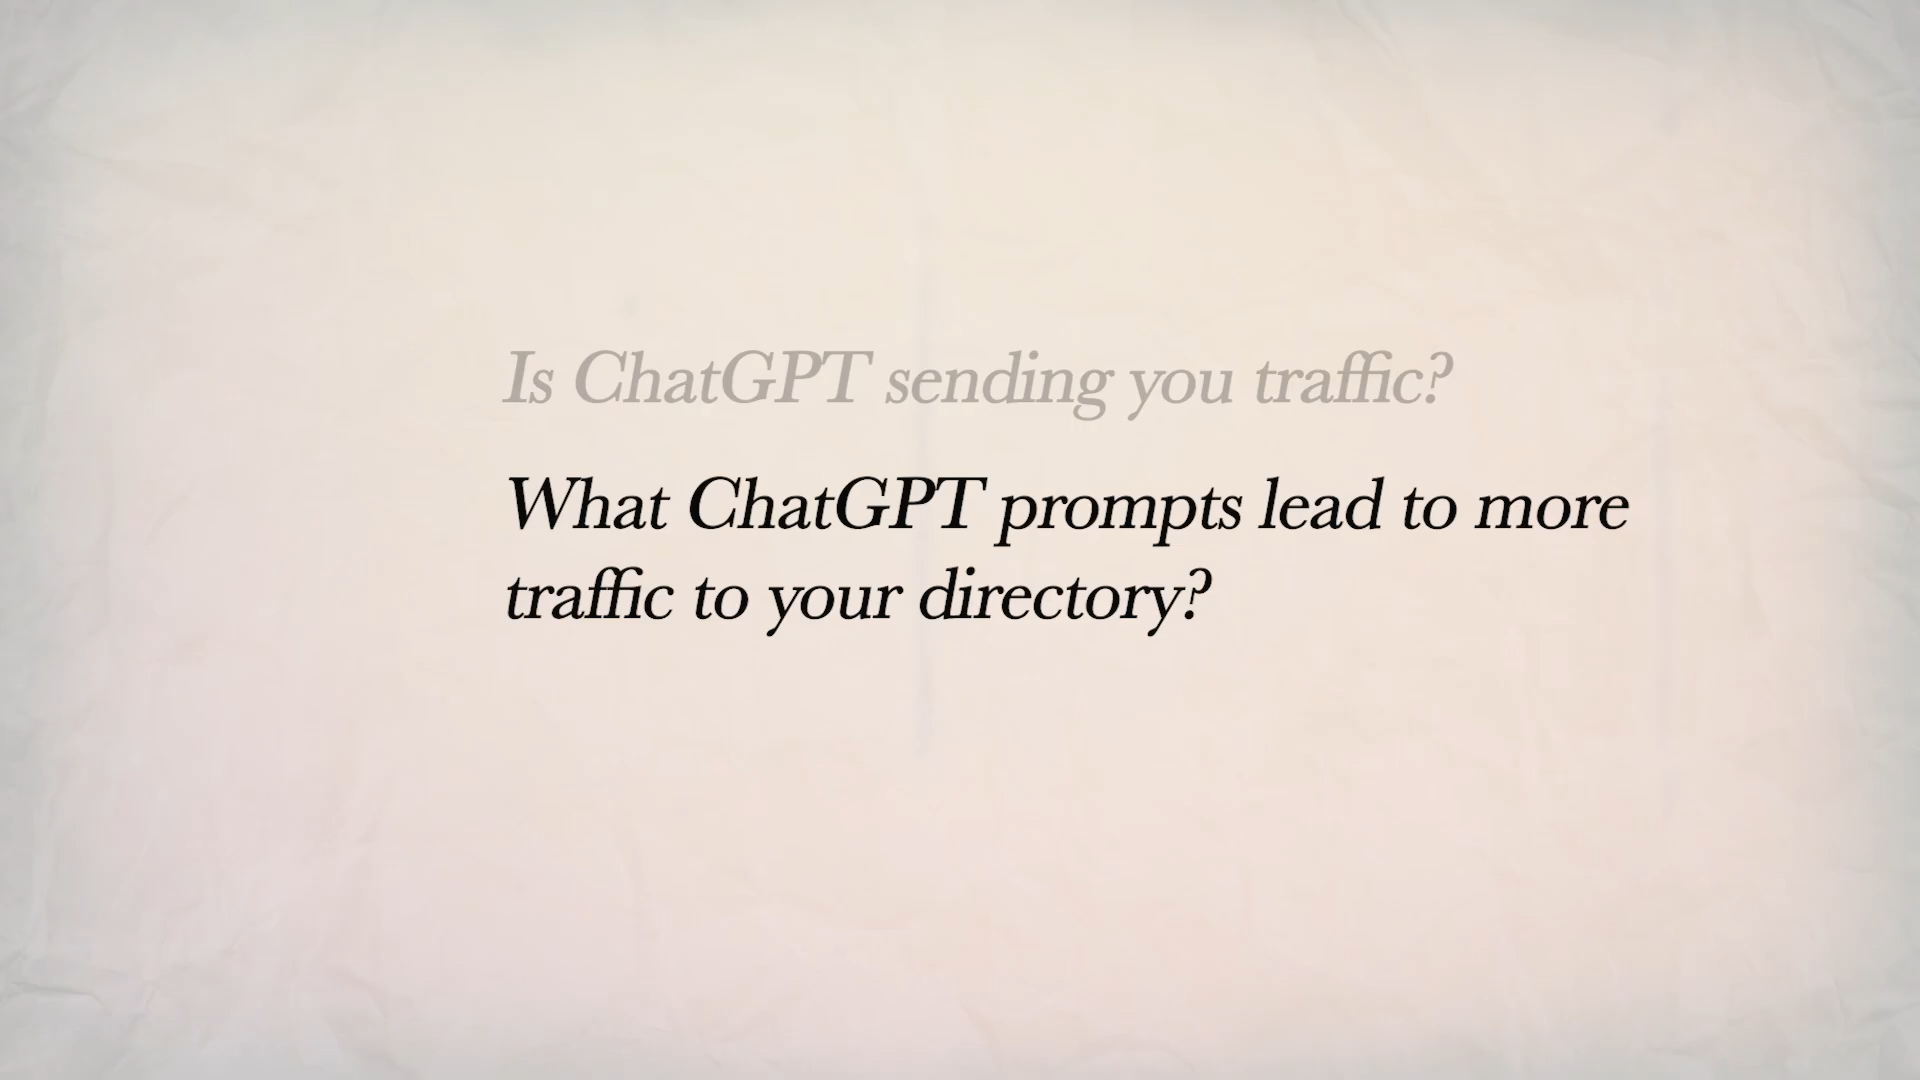 Is ChatGPT sending you traffic?
What ChatGPT prompts lead to more
traffic to your directory?